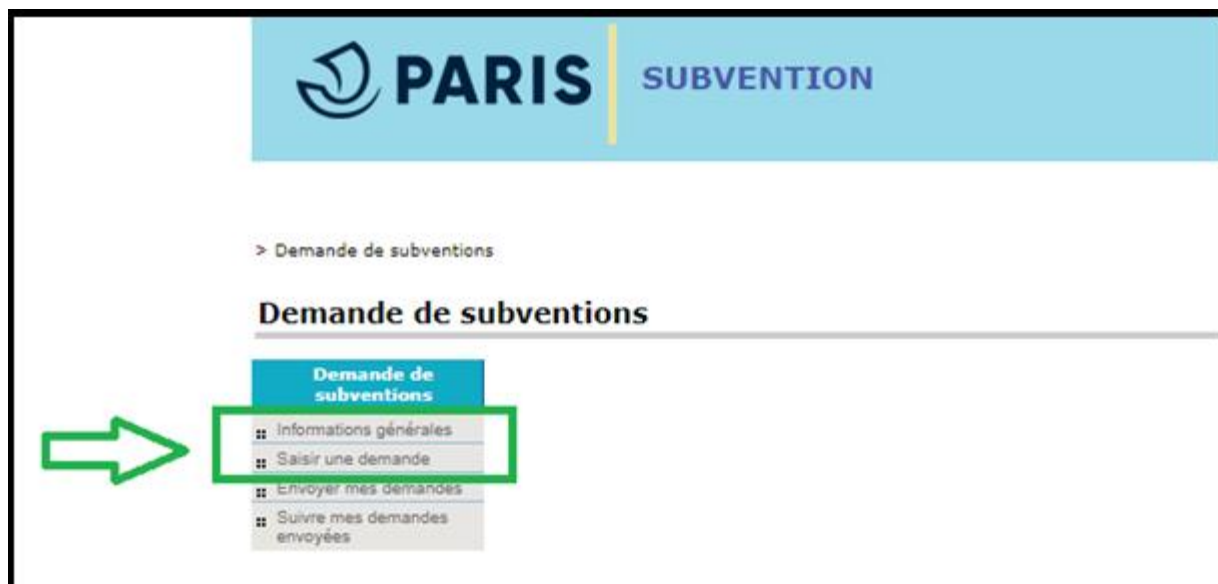 PARIS
SUBVENTION
> Demande de subventions
Demande de subventions
Demande de
subventions
Informations générales
Saisir une demande
Envoyer mes demandes
Suivre mes demandes
envoyées